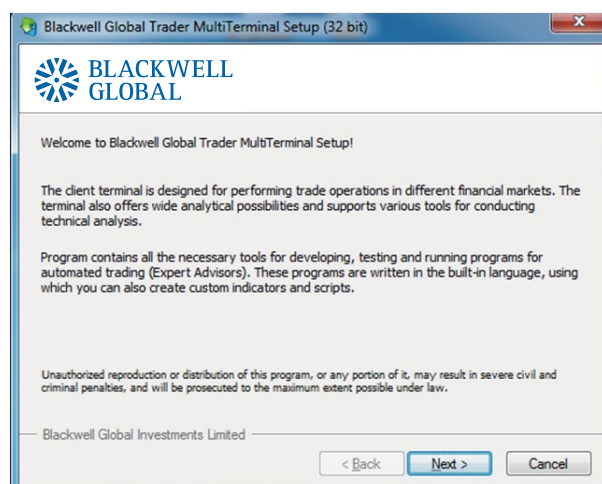 Blackwell Global Trader MultiTerminal Setup (32 bit)
BLACKWELL
GLOBAL
Welcome to Blackwell Global Trader MultiTerminal Setup!
The client terminal is designed for performing trade operations in different financial markets. The
terminal also offers wide analytical possibilities and supports various tools for conducting
technical analysis.
Program contains all the necessary tools for developing, testing and running programs for
automated trading (Expert Advisors). These programs are written in the built-in language, using
which you can also create custom indicators and scripts.
Unauthorized reproduction or distribution of this program, or any portion of it, may result in severe civil and
criminal penalties, and will be prosecuted to the maximum extent possible under law.
Blackwell Global Investments Limited
< Back Next > Cancel